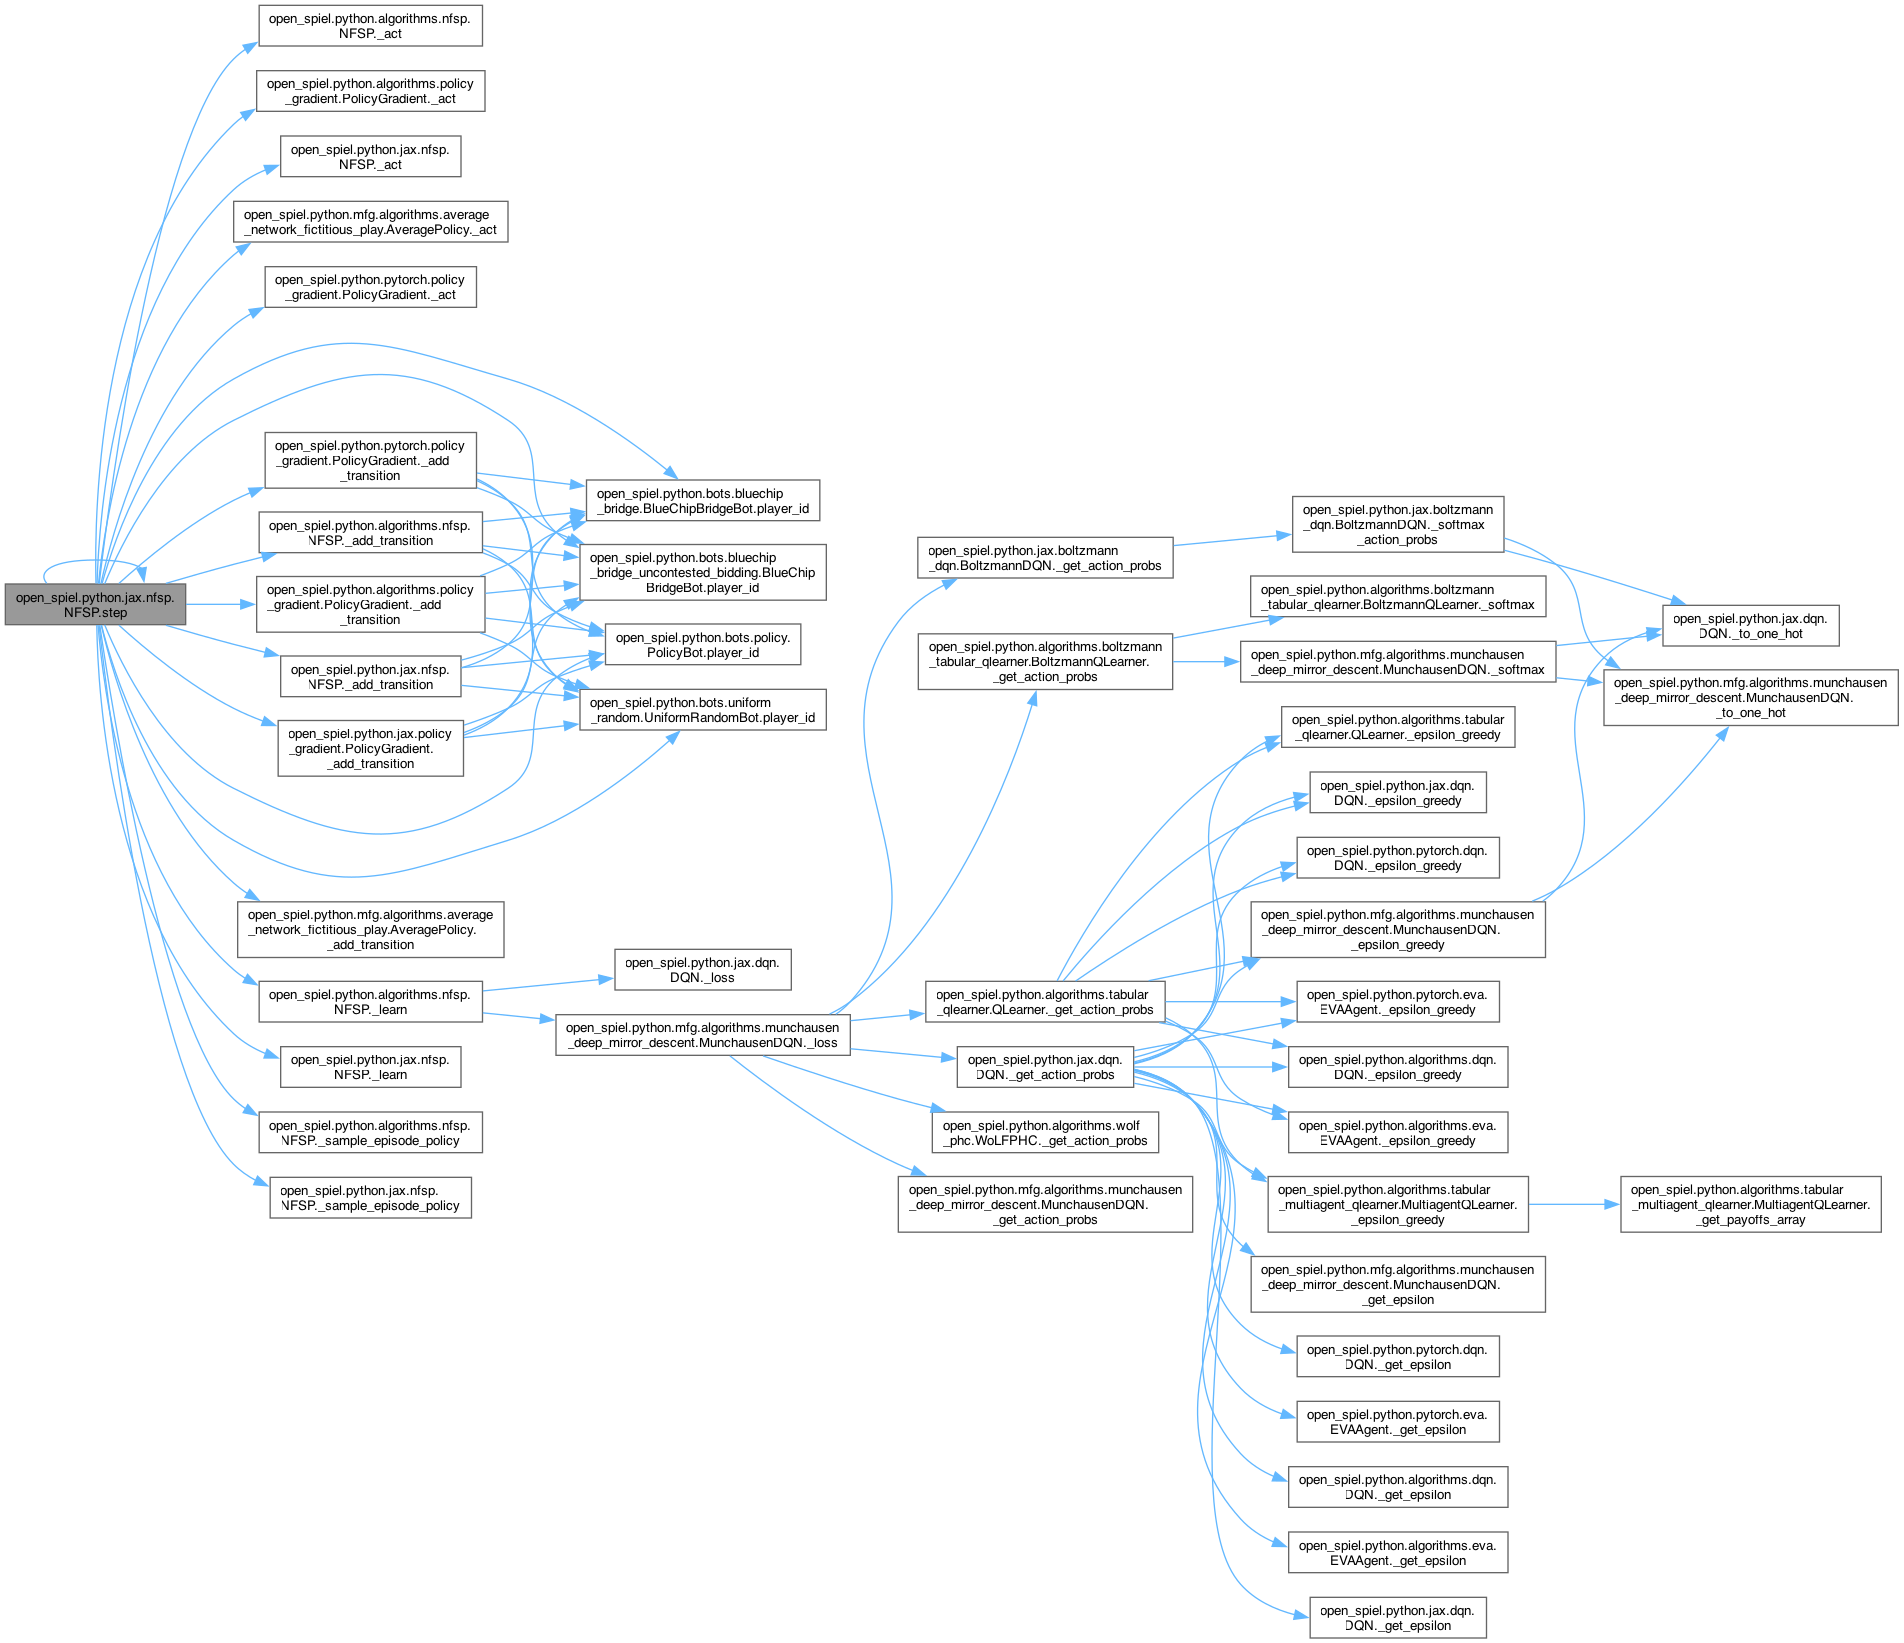 open_spiel.python.jax.nfsp.
NFSP.step
open_spiel.python.algorithms.nfsp.
NFSP._act
open_spiel.python.algorithms.policy
_gradient.PolicyGradient._act
open_spiel.python.jax.nfsp.
NFSP._act
open_spiel.python.mfg.algorithms.average
_network_fictitious_play.AveragePolicy._act
open_spiel.python.pytorch.policy
_gradient.PolicyGradient._act
open_spiel.python.pytorch.policy
_gradient.PolicyGradient._add
_transition
open_spiel.python.algorithms.nfsp.
NFSP._add_transition
open_spiel.python.algorithms.policy
_gradient.PolicyGradient._add
_transition
open_spiel.python.jax.nfsp.
NFSP._add_transition
open_spiel.python.jax.policy
_gradient.PolicyGradient.
_add_transition
open_spiel.python.mfg.algorithms.average
_network_fictitious_play.AveragePolicy.
_add_transition
open_spiel.python.algorithms.nfsp.
NFSP._learn
open_spiel.python.jax.nfsp.
NFSP._learn
open_spiel.python.algorithms.nfsp.
NFSP._sample_episode_policy
open_spiel.python.jax.nfsp.
NFSP._sample_episode_policy
open_spiel.python.bots.bluechip
_bridge.BlueChipBridgeBot.player_id
open_spiel.python.bots.bluechip
_bridge_uncontested_bidding.BlueChip
BridgeBot.player_id
open_spiel.python.bots.policy.
PolicyBot.player_id
open_spiel.python.bots.uniform
_random.UniformRandomBot.player_id
open_spiel.python.jax.dqn.
DQN._loss
open_spiel.python.mfg.algorithms.munchausen
_deep_mirror_descent.MunchausenDQN._loss
open_spiel.python.jax.boltzmann
_dqn.BoltzmannDQN._get_action_probs
open_spiel.python.algorithms.boltzmann
_tabular_qlearner.BoltzmannQLearner.
_get_action_probs
open_spiel.python.algorithms.tabular
_qlearner.QLearner._get_action_probs
open_spiel.python.jax.dqn.
DQN._get_action_probs
open_spiel.python.algorithms.wolf
_phc.WoLFPHC._get_action_probs
open_spiel.python.mfg.algorithms.munchausen
_deep_mirror_descent.MunchausenDQN.
_get_action_probs
open_spiel.python.jax.boltzmann
_dqn.BoltzmannDQN._softmax
_action_probs
open_spiel.python.algorithms.boltzmann
_tabular_qlearner.BoltzmannQLearner._softmax
open_spiel.python.mfg.algorithms.munchausen
_deep_mirror_descent.MunchausenDQN._softmax
open_spiel.python.algorithms.tabular
_qlearner.QLearner._epsilon_greedy
open_spiel.python.jax.dqn.
DQN._epsilon_greedy
open_spiel.python.pytorch.dqn.
DQN._epsilon_greedy
open_spiel.python.mfg.algorithms.munchausen
_deep_mirror_descent.MunchausenDQN.
_epsilon_greedy
open_spiel.python.pytorch.eva.
EVAAgent._epsilon_greedy
open_spiel.python.algorithms.dqn.
DQN._epsilon_greedy
open_spiel.python.algorithms.eva.
EVAAgent._epsilon_greedy
open_spiel.python.algorithms.tabular
_multiagent_qlearner.MultiagentQLearner.
_epsilon_greedy
open_spiel.python.mfg.algorithms.munchausen
_deep_mirror_descent.MunchausenDQN.
_get_epsilon
open_spiel.python.pytorch.dqn.
DQN._get_epsilon
open_spiel.python.pytorch.eva.
EVAAgent._get_epsilon
open_spiel.python.algorithms.dqn.
DQN._get_epsilon
open_spiel.python.algorithms.eva.
EVAAgent._get_epsilon
open_spiel.python.jax.dqn.
DQN._get_epsilon
open_spiel.python.jax.dqn.
DQN._to_one_hot
open_spiel.python.mfg.algorithms.munchausen
_deep_mirror_descent.MunchausenDQN.
_to_one_hot
open_spiel.python.algorithms.tabular
_multiagent_qlearner.MultiagentQLearner.
_get_payoffs_array